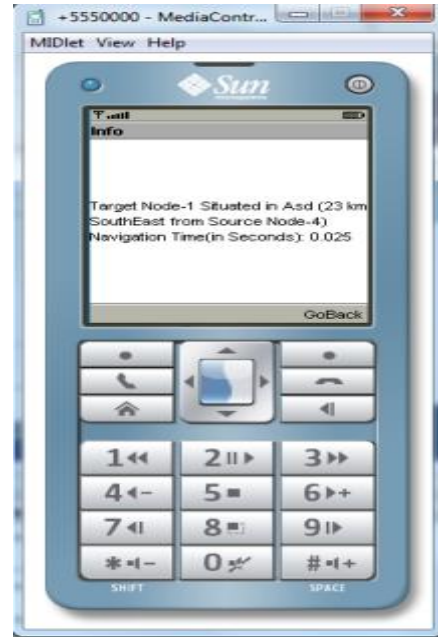 +5550000 - MediaContr...
MIDlet View Help
Sun
Info
Target Node-1 Situated in Asd (23 km
SouthEast from Source Node-4)
Navigation Time(in Seconds): 0.025
GoBack
1 2 3
4 - 5 6 +
7 8 9
* - 0 # +
SHIFT SPACE